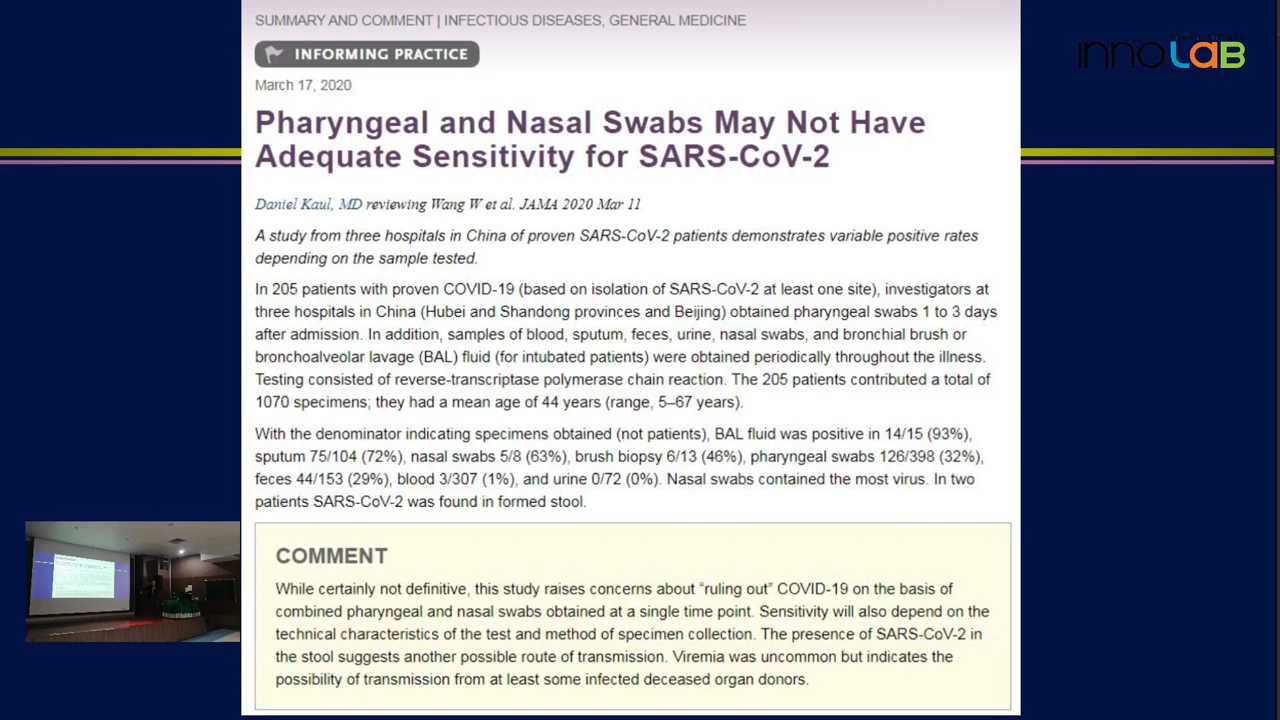 SUMMARY AND COMMENT | INFECTIOUS DISEASES, GENERAL MEDICINE
INFORMING PRACTICE
innoLaB
March 17, 2020
Pharyngeal and Nasal Swabs May Not Have
Adequate Sensitivity for SARS-CoV-2
Daniel Kaul, MD reviewing Wang W et al. JAMA 2020 Mar 11
A study from three hospitals in China of proven SARS-CoV-2 patients demonstrates variable positive rates
depending on the sample tested.
In 205 patients with proven COVID-19 (based on isolation of SARS-CoV-2 at least one site), investigators at
three hospitals in China (Hubei and Shandong provinces and Beijing) obtained pharyngeal swabs 1 to 3 days
after admission. In addition, samples of blood, sputum, feces, urine, nasal swabs, and bronchial brush or
bronchoalveolar lavage (BAL) fluid (for intubated patients) were obtained periodically throughout the illness.
Testing consisted of reverse-transcriptase polymerase chain reaction. The 205 patients contributed a total of
1070 specimens; they had a mean age of 44 years (range, 5–67 years).
With the denominator indicating specimens obtained (not patients), BAL fluid was positive in 14/15 (93%),
sputum 75/104 (72%), nasal swabs 5/8 (63%), brush biopsy 6/13 (46%), pharyngeal swabs 126/398 (32%),
feces 44/153 (29%), blood 3/307 (1%), and urine 0/72 (0%). Nasal swabs contained the most virus. In two
patients SARS-CoV-2 was found in formed stool.
COMMENT
While certainly not definitive, this study raises concerns about “ruling out” COVID-19 on the basis of
combined pharyngeal and nasal swabs obtained at a single time point. Sensitivity will also depend on the
technical characteristics of the test and method of specimen collection. The presence of SARS-CoV-2 in
the stool suggests another possible route of transmission. Viremia was uncommon but indicates the
possibility of transmission from at least some infected deceased organ donors.